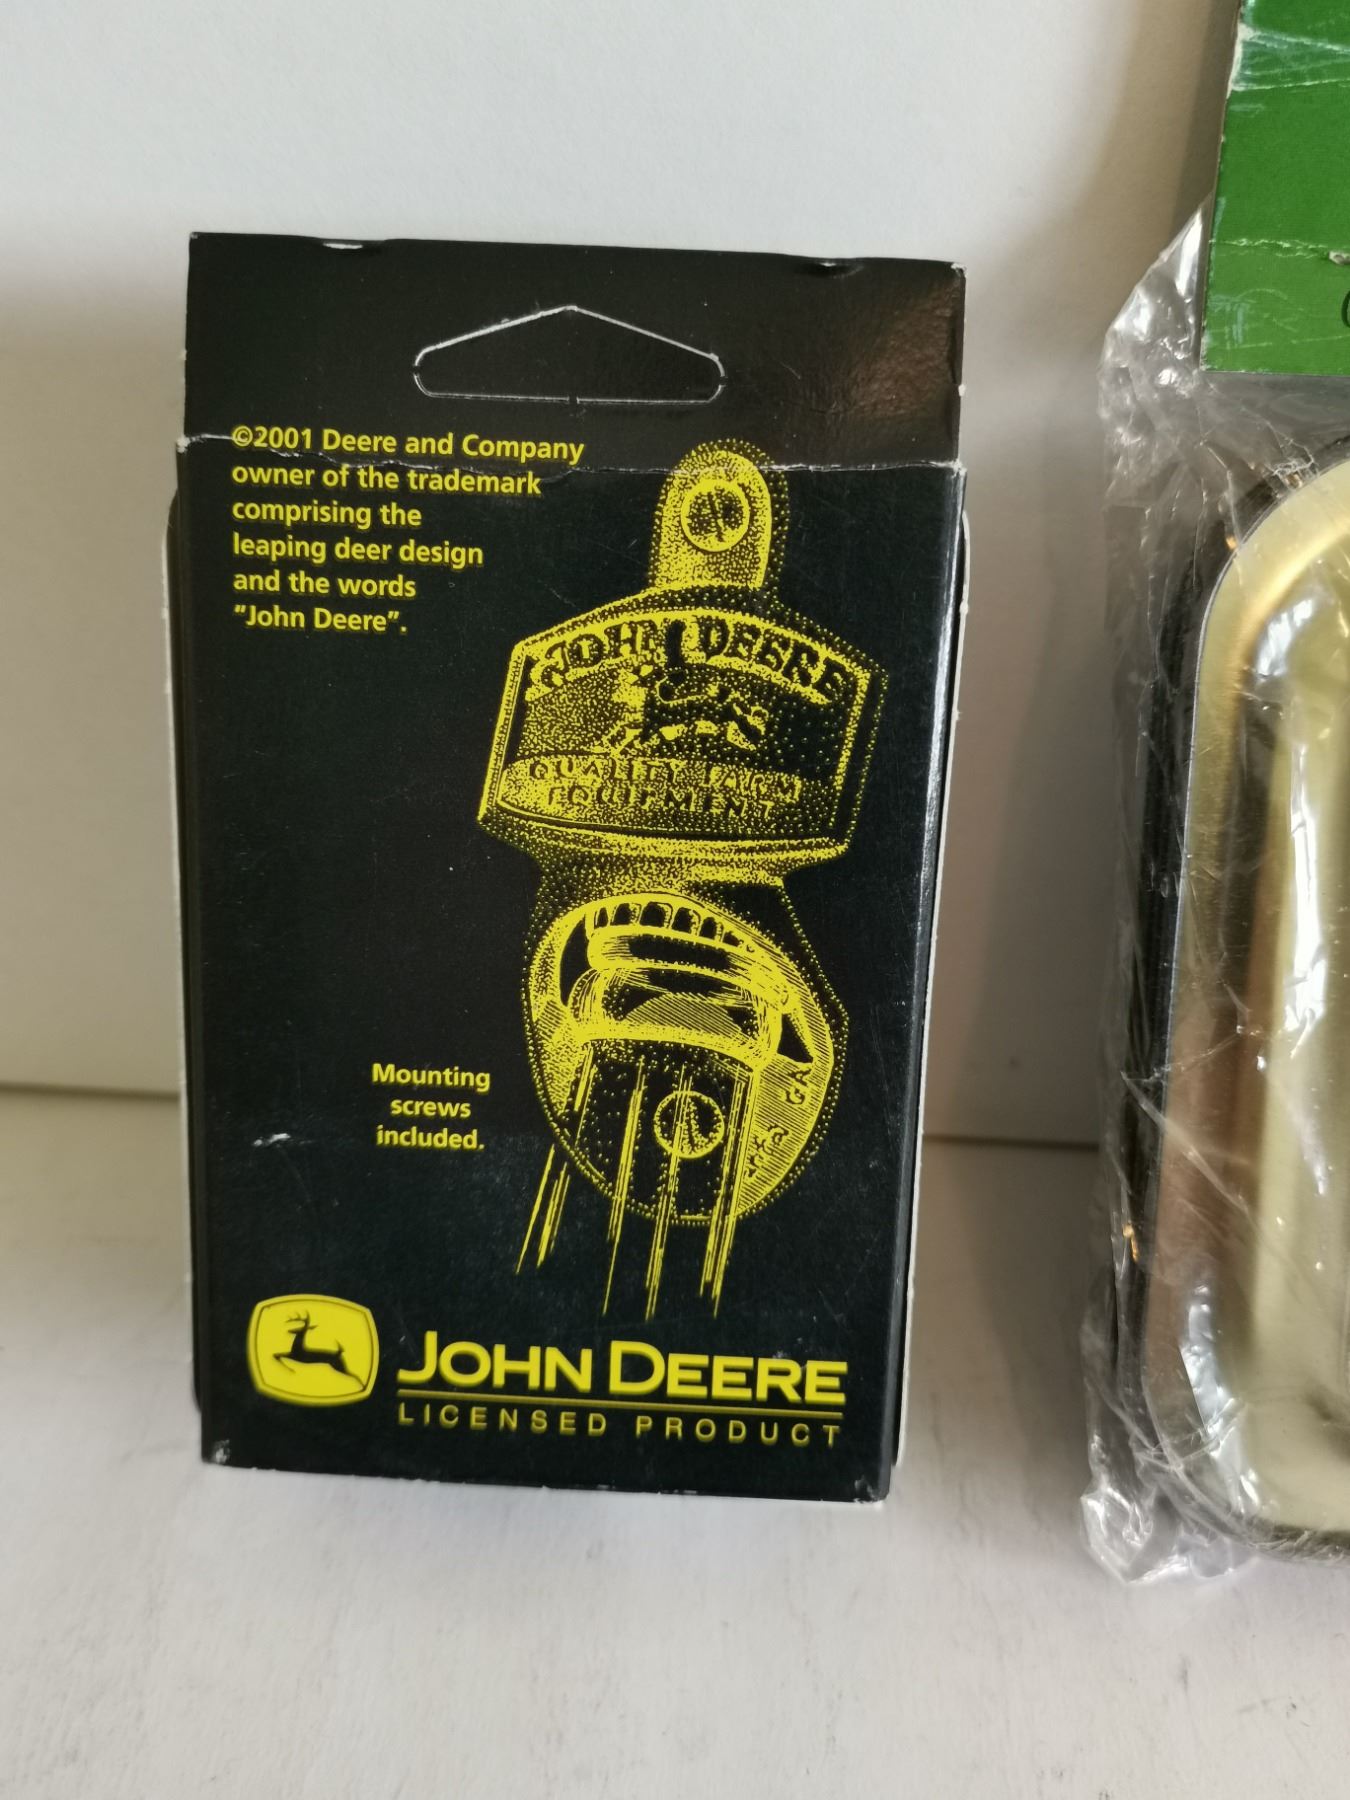 ©2001 Deere and Company
owner of the trademark
comprising the
leaping deer design
and the words
"John Deere".
JOHN DEERE
QUALITY FARM
EQUIPMENT
Mounting
screws
included.
JOHN DEERE
LICENSED PRODUCT